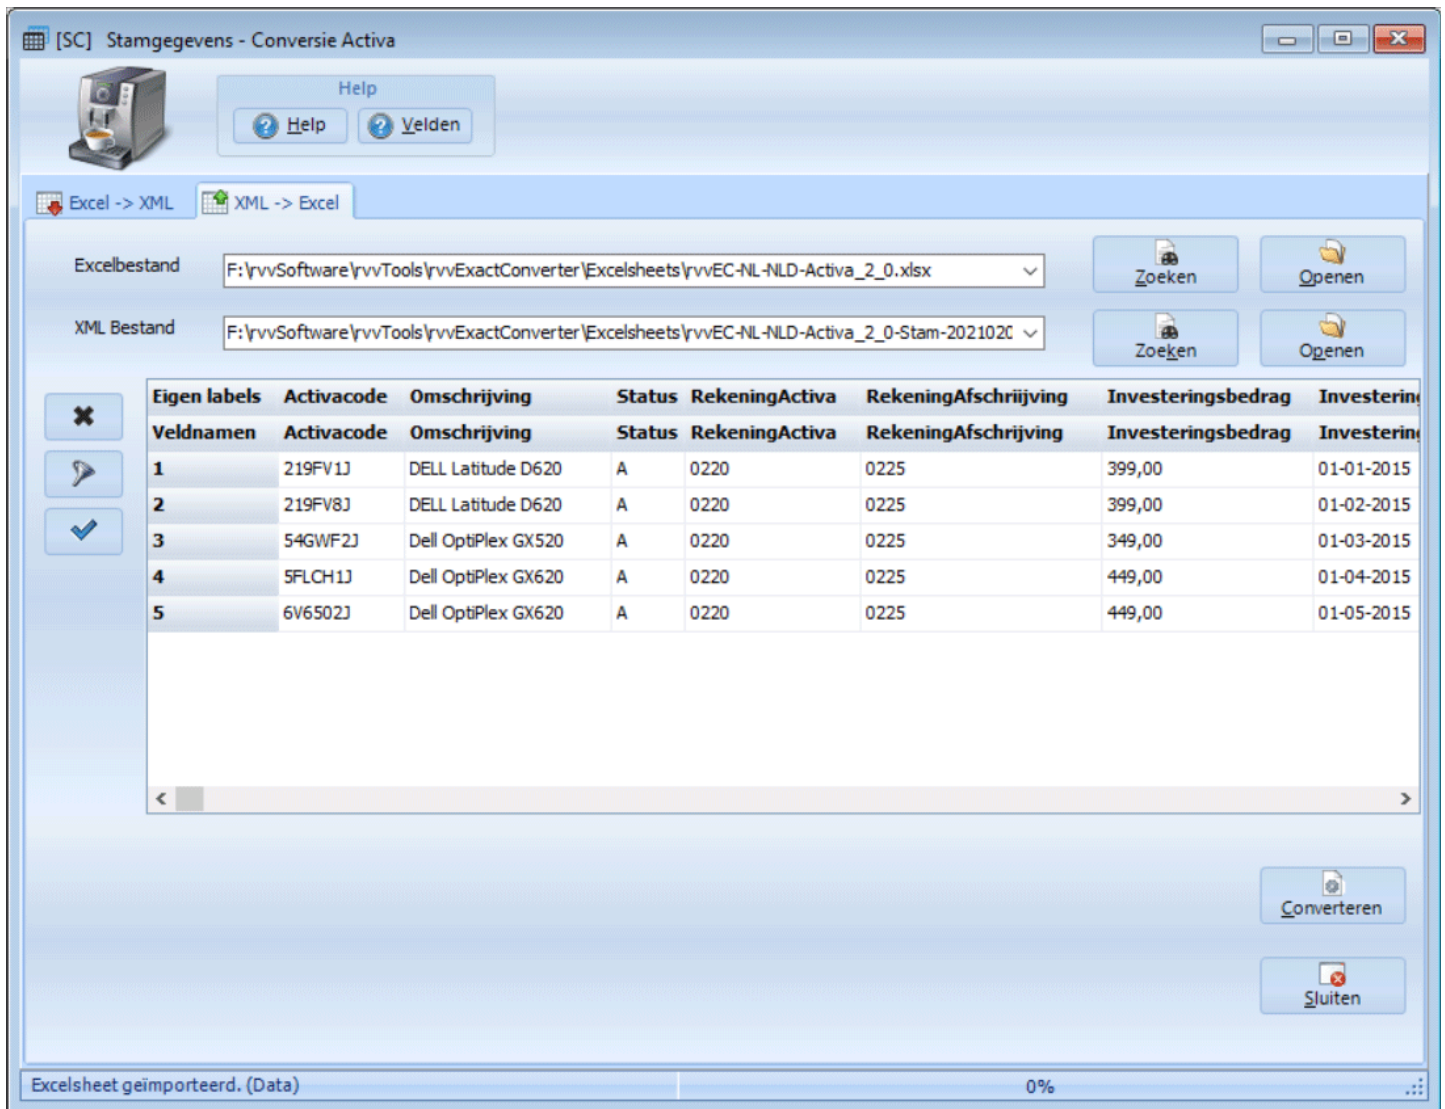 [SC] Stamgegevens - Conversie Activa
Help
Help Velden
Excel -> XML XML -> Excel
Excelbestand F:\rvvSoftware\rvvTools\rvvExactConverter\Excelsheets\rvvEC-NL-NLD-Activa_2_0.xlsx Zoeken Openen
XML Bestand F:\rvvSoftware\rvvTools\rvvExactConverter\Excelsheets\rvvEC-NL-NLD-Activa_2_0-Stam-2021020 Zoeken Openen
Eigen labels Activacode Omschrijving Status RekeningActiva RekeningAfschriijving Investeringsbedrag Investering
Veldnamen Activacode Omschrijving Status RekeningActiva RekeningAfschrijving Investeringsbedrag Investering
1 219FV1J DELL Latitude D620 A 0220 0225 399,00 01-01-2015
2 219FV8J DELL Latitude D620 A 0220 0225 399,00 01-02-2015
3 54GWF2J Dell OptiPlex GX520 A 0220 0225 349,00 01-03-2015
4 5FLCH1J Dell OptiPlex GX620 A 0220 0225 449,00 01-04-2015
5 6V6502J Dell OptiPlex GX620 A 0220 0225 449,00 01-05-2015
Converteren
Sluiten
Excelsheet geïmporteerd. (Data) 0%